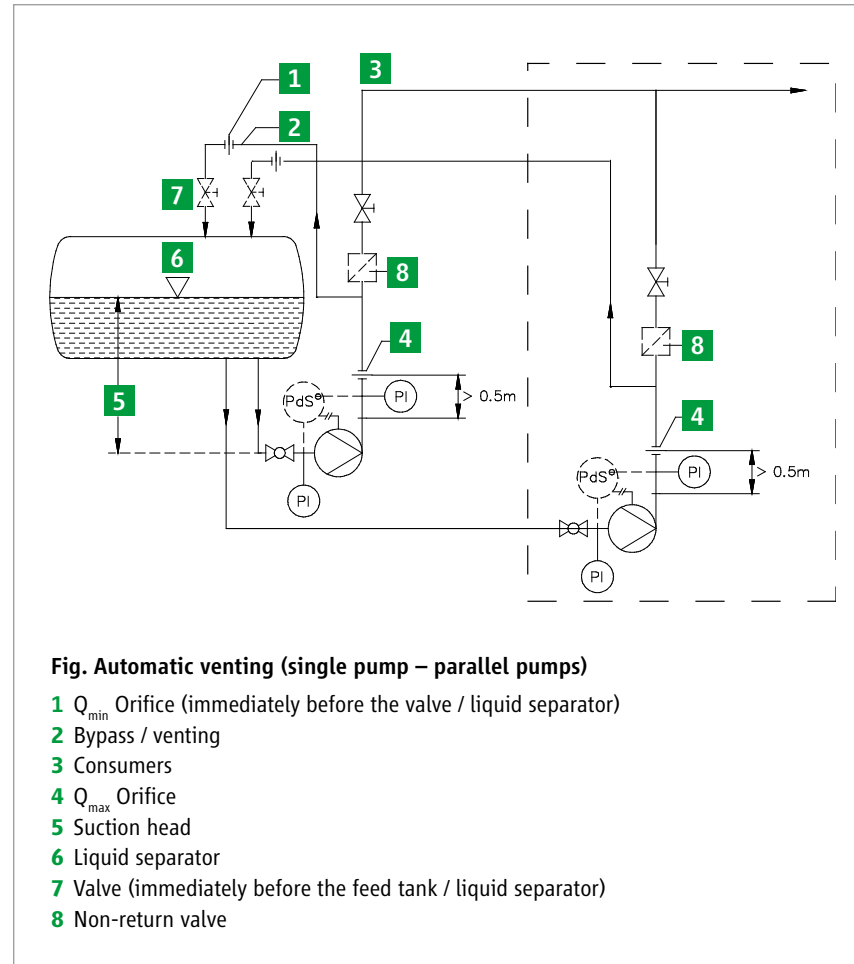 1
3
2
7
6
8
4
8
5
PdS
PI
> 0.5m
4
PI
PdS
PI
> 0.5m
PI
Fig. Automatic venting (single pump – parallel pumps)
1 Qmin Orifice (immediately before the valve / liquid separator)
2 Bypass / venting
3 Consumers
4 Qmax Orifice
5 Suction head
6 Liquid separator
7 Valve (immediately before the feed tank / liquid separator)
8 Non-return valve